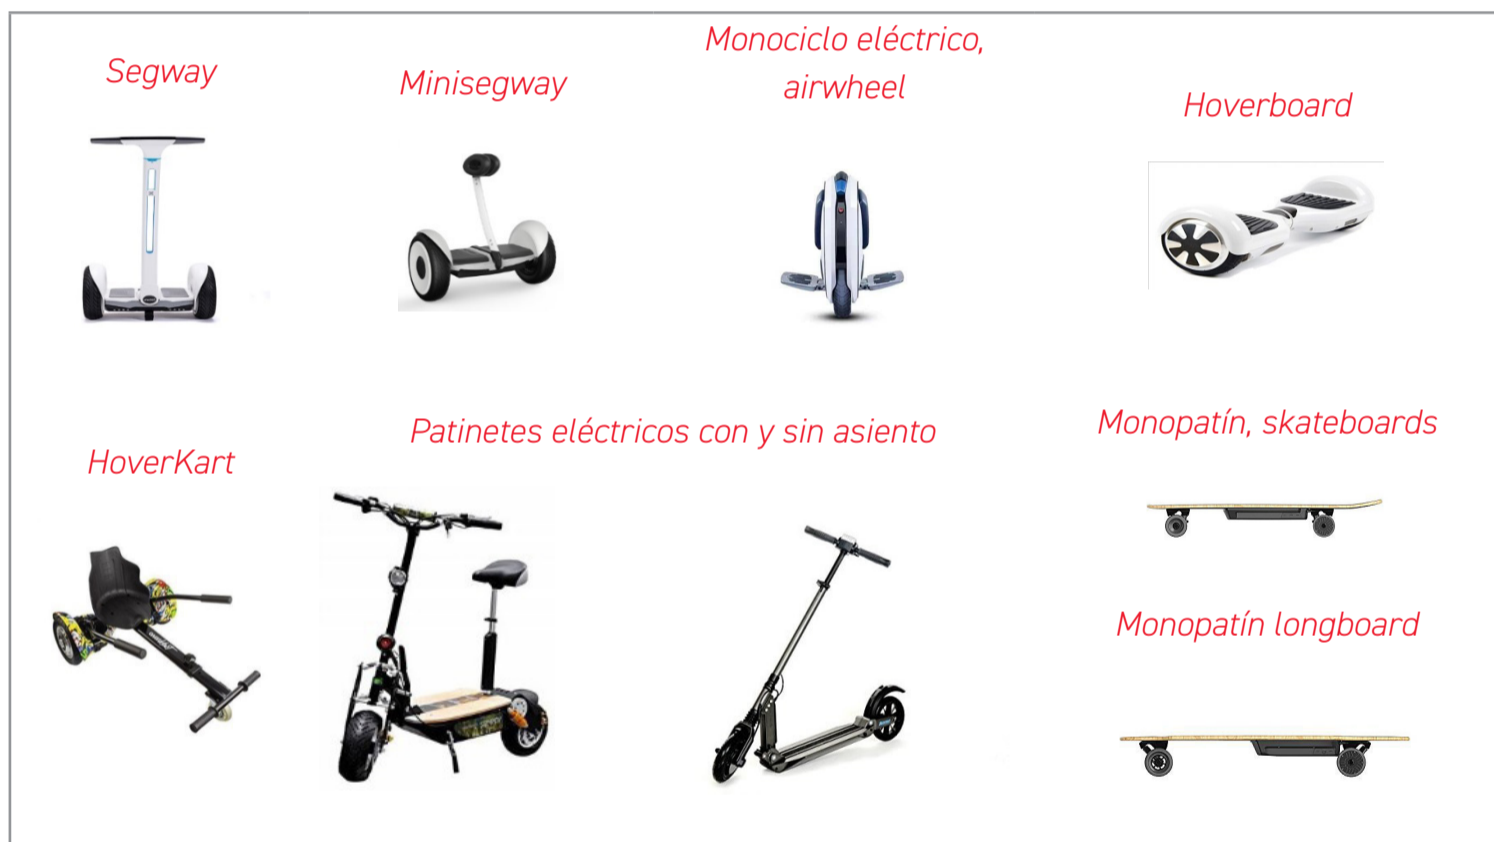 Segway
Minisegway
Monociclo eléctrico,
airwheel
Hoverboard
HoverKart
Patinetes eléctricos con y sin asiento
Monopatín, skateboards
Monopatín longboard